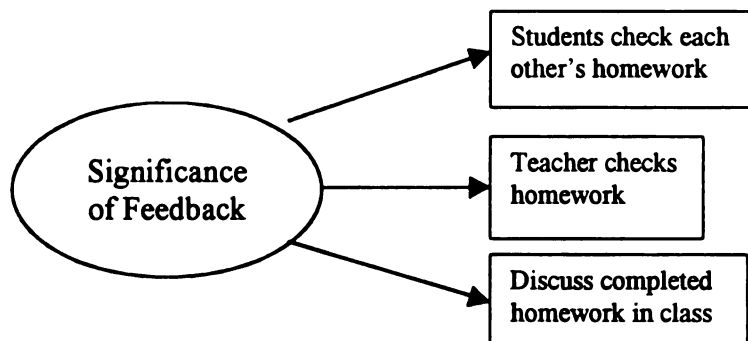 Students check each
other's homework
Significance
of Feedback
Teacher checks
homework
Discuss completed
homework in class